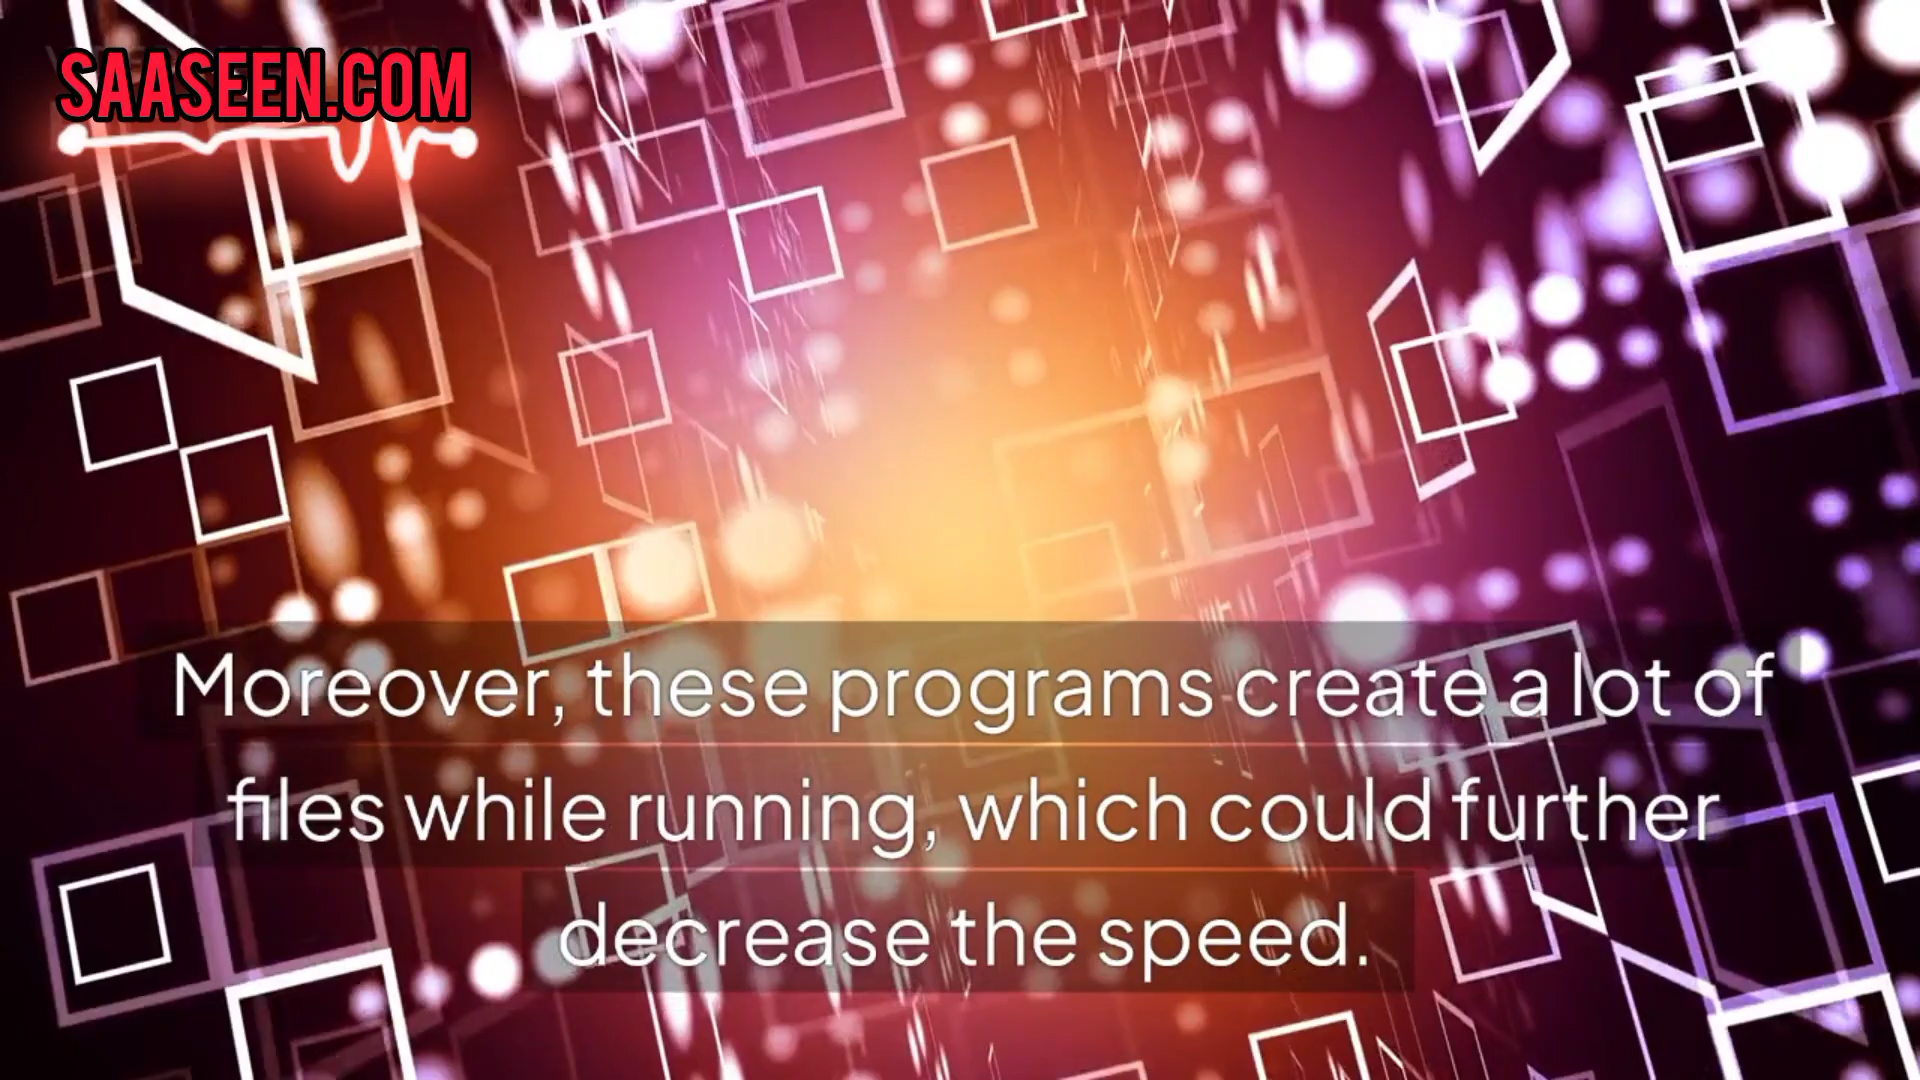 SAASEEN.COM
Moreover, these programs create a lot of
files while running, which could further
decrease the speed.